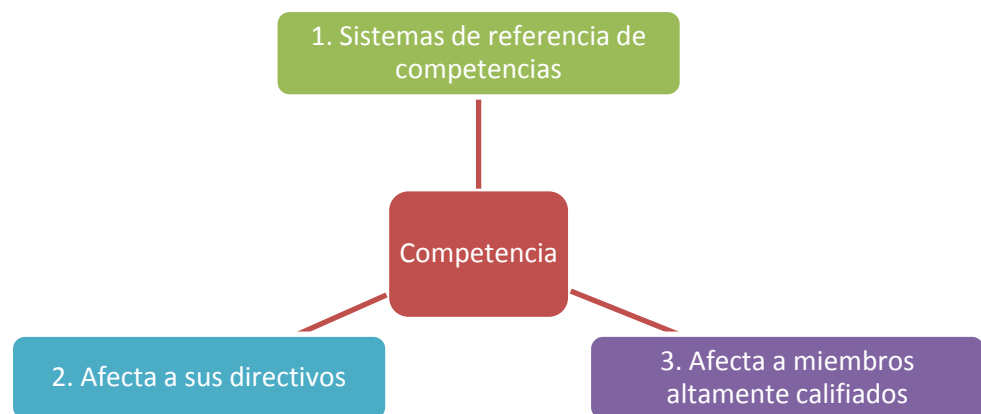 1. Sistemas de referencia de
competencias
Competencia
2. Afecta a sus directivos
3. Afecta a miembros
altamente califiados